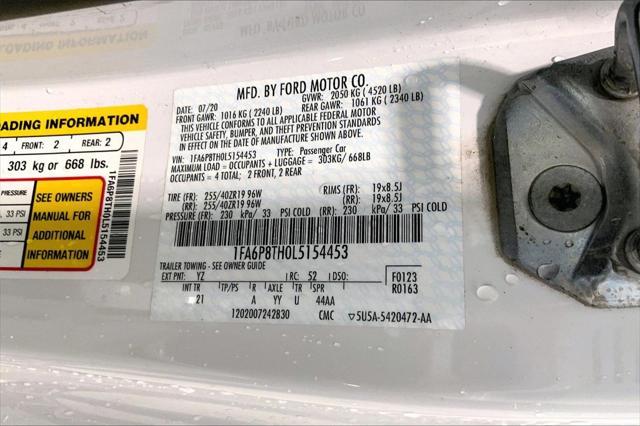 LOADING INFORMATION
MFD. BY FORD MOTOR CO.
DATE: 07/20 GVWR: 2050 KG ( 4520 LB)
FRONT GAWR: 1016 KG ( 2240 LB) REAR GAWR: 1061 KG ( 2340 LB)
THIS VEHICLE CONFORMS TO ALL APPLICABLE FEDERAL MOTOR
VEHICLE SAFETY, BUMPER, AND THEFT PREVENTION STANDARDS
IN EFFECT ON THE DATE OF MANUFACTURE SHOWN ABOVE.
VIN: 1FA6P8TH0L5154453 TYPE: Passenger Car
MAXIMUM LOAD = OCCUPANTS + LUGGAGE = 303KG/ 668LB
OCCUPANTS = 4 TOTAL; 2 FRONT, 2 REAR
TIRE (FR): 255/40ZR19 96W RIMS (FR): 19x8.5J
(RR): 255/40ZR19 96W (RR): 19x8.5J
PRESSURE (FR): 230 kPa/ 33 PSI COLD (RR): 230 kPa/ 33 PSI COLD
1FA6P8TH0L5154453
TRAILER TOWING - SEE OWNER GUIDE
EXT PNT: YZ RC: 52 DSO: F0123
INT TR TP/PS R AXLE TR SPR R0163
21 A YY U 44AA
1202007242830 CMC 5U5A-5420472-AA
LOADING INFORMATION
4 FRONT: 2 REAR: 2
303 kg or 668 lbs.
PRESSURE
33 PSI
33 PSI
SEE OWNERS
MANUAL FOR
ADDITIONAL
INFORMATION
1FA6P8TH0L5154453